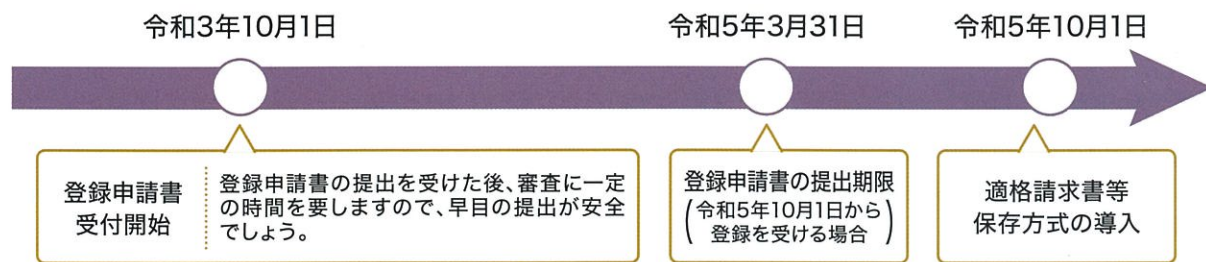 令和3年10月1日
令和5年3月31日
令和5年10月1日
登録申請書
受付開始
登録申請書の提出を受けた後、審査に一定
の時間を要しますので、早目の提出が安全
でしょう。
登録申請書の提出期限
(令和5年10月1日から
登録を受ける場合)
適格請求書等
保存方式の導入